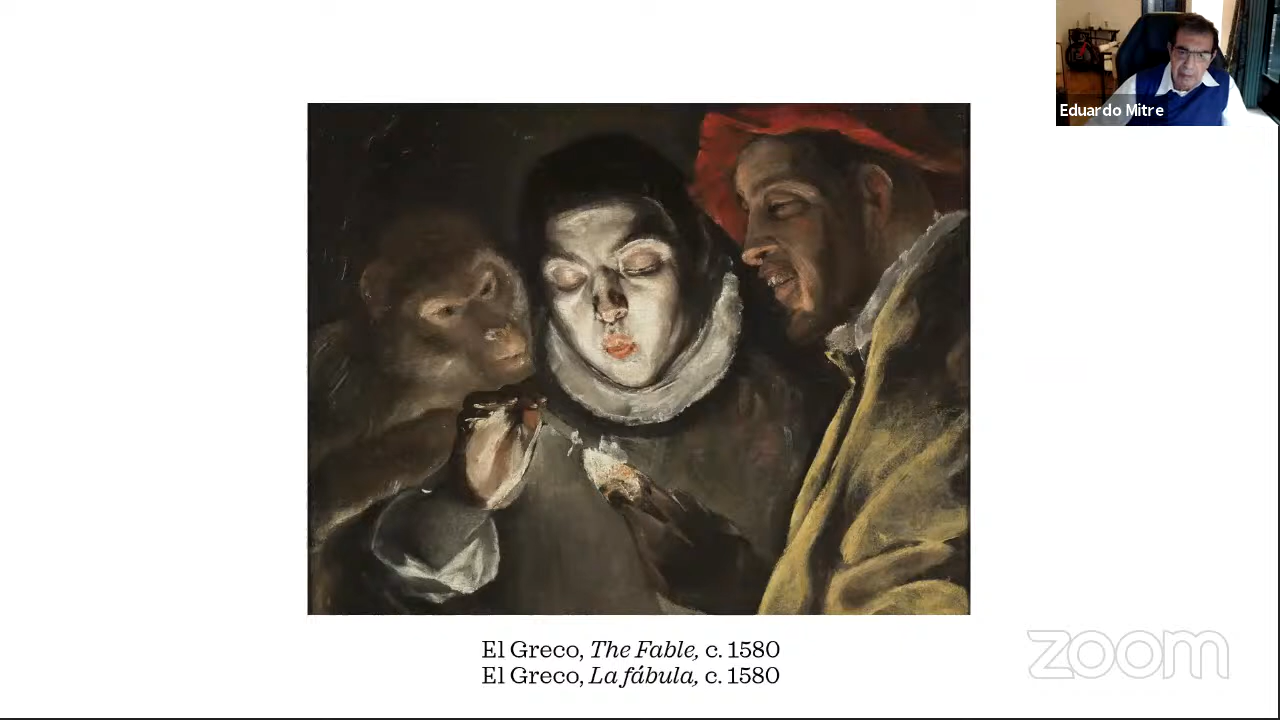 Eduardo Mitre
El Greco, The Fable, c. 1580
El Greco, La fábula, c. 1580
zoom